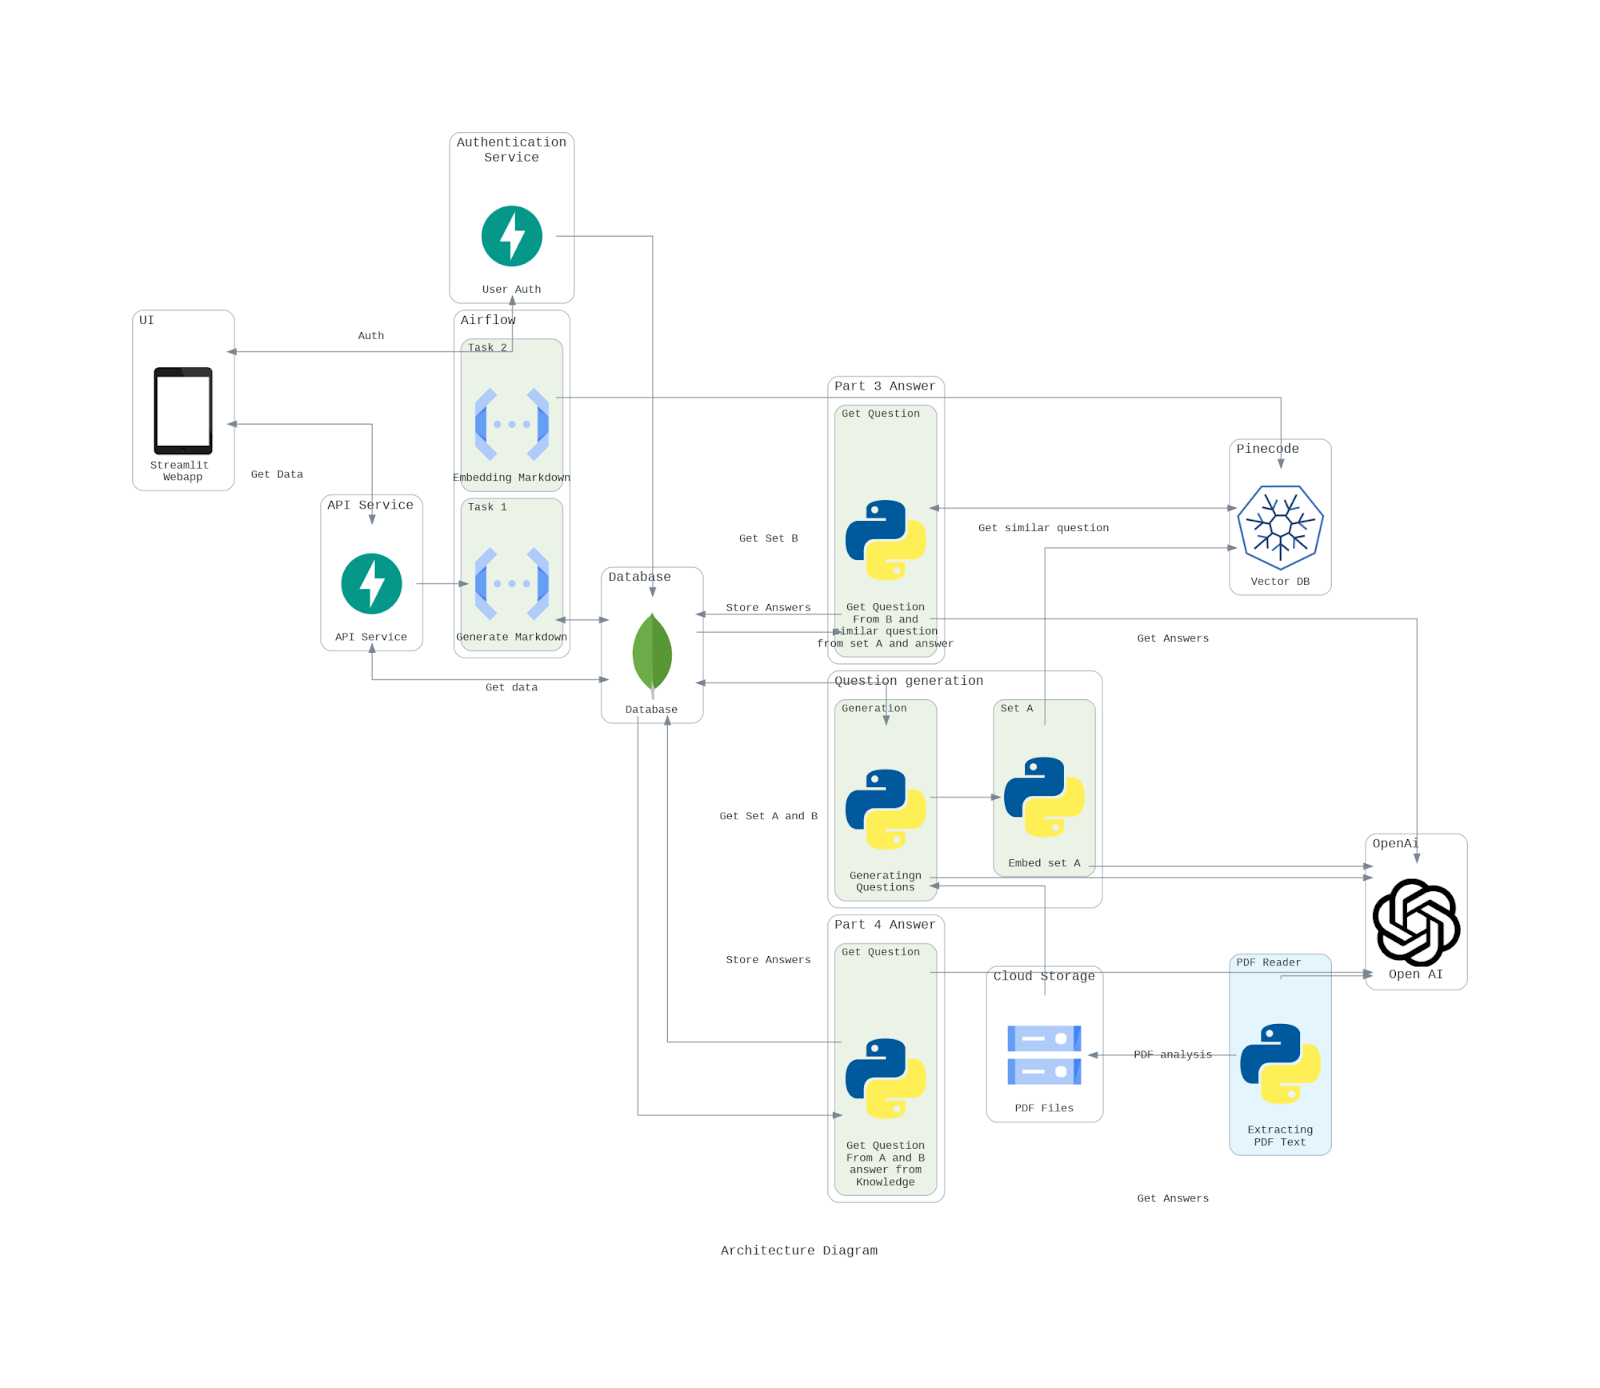 Authentication
Service
User Auth
UI
Streamlit
Webapp
Auth
Get Data
API Service
API Service
Airflow
Task 2
Embedding Markdown
Task 1
Generate Markdown
Get data
Database
Database
Get Set B
Store Answers
Part 3 Answer
Get Question
Get Question
From B and
similar question
from set A and answer
Get similar question
Pinecode
Vector DB
Get Answers
Question generation
Generation
Generatingn
Questions
Set A
Embed set A
Get Set A and B
OpenAi
Open AI
Store Answers
Part 4 Answer
Get Question
Get Question
From A and B
answer from
Knowledge
Cloud Storage
PDF Files
PDF analysis
PDF Reader
Extracting
PDF Text
Get Answers
Architecture Diagram